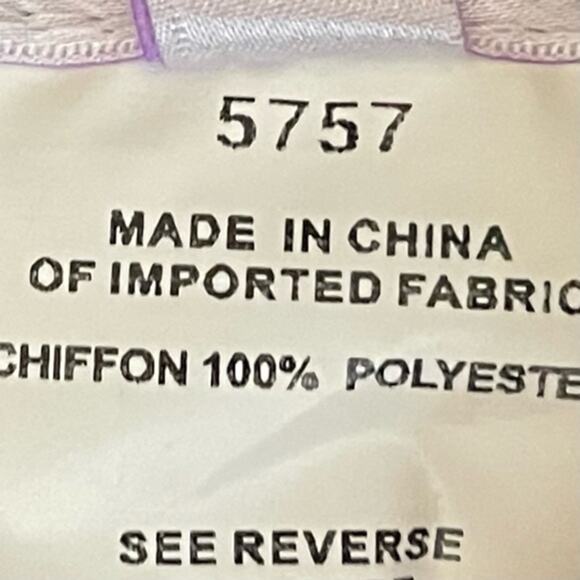 5757
MADE IN CHINA
OF IMPORTED FABRIC
CHIFFON 100% POLYESTE
SEE REVERSE